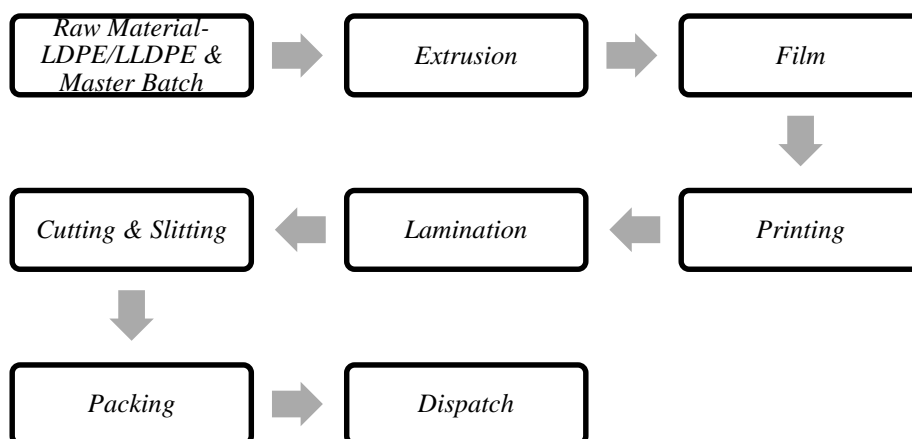 Raw Material-
LDPE/LLDPE &
Master Batch
Extrusion
Film
Printing
Lamination
Cutting & Slitting
Packing
Dispatch